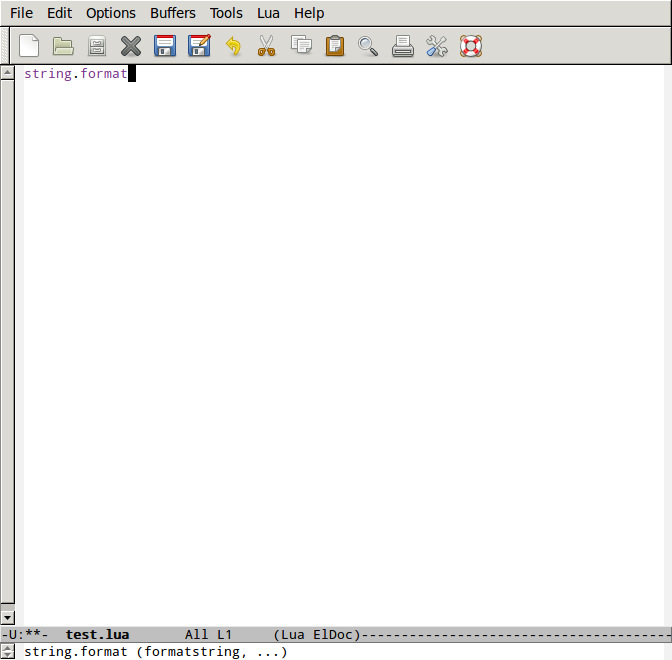 File Edit Options Buffers Tools Lua Help
string.format
-U:**- test.lua All L1 (Lua ElDoc)---------------------------------------
string.format (formatstring, ...)